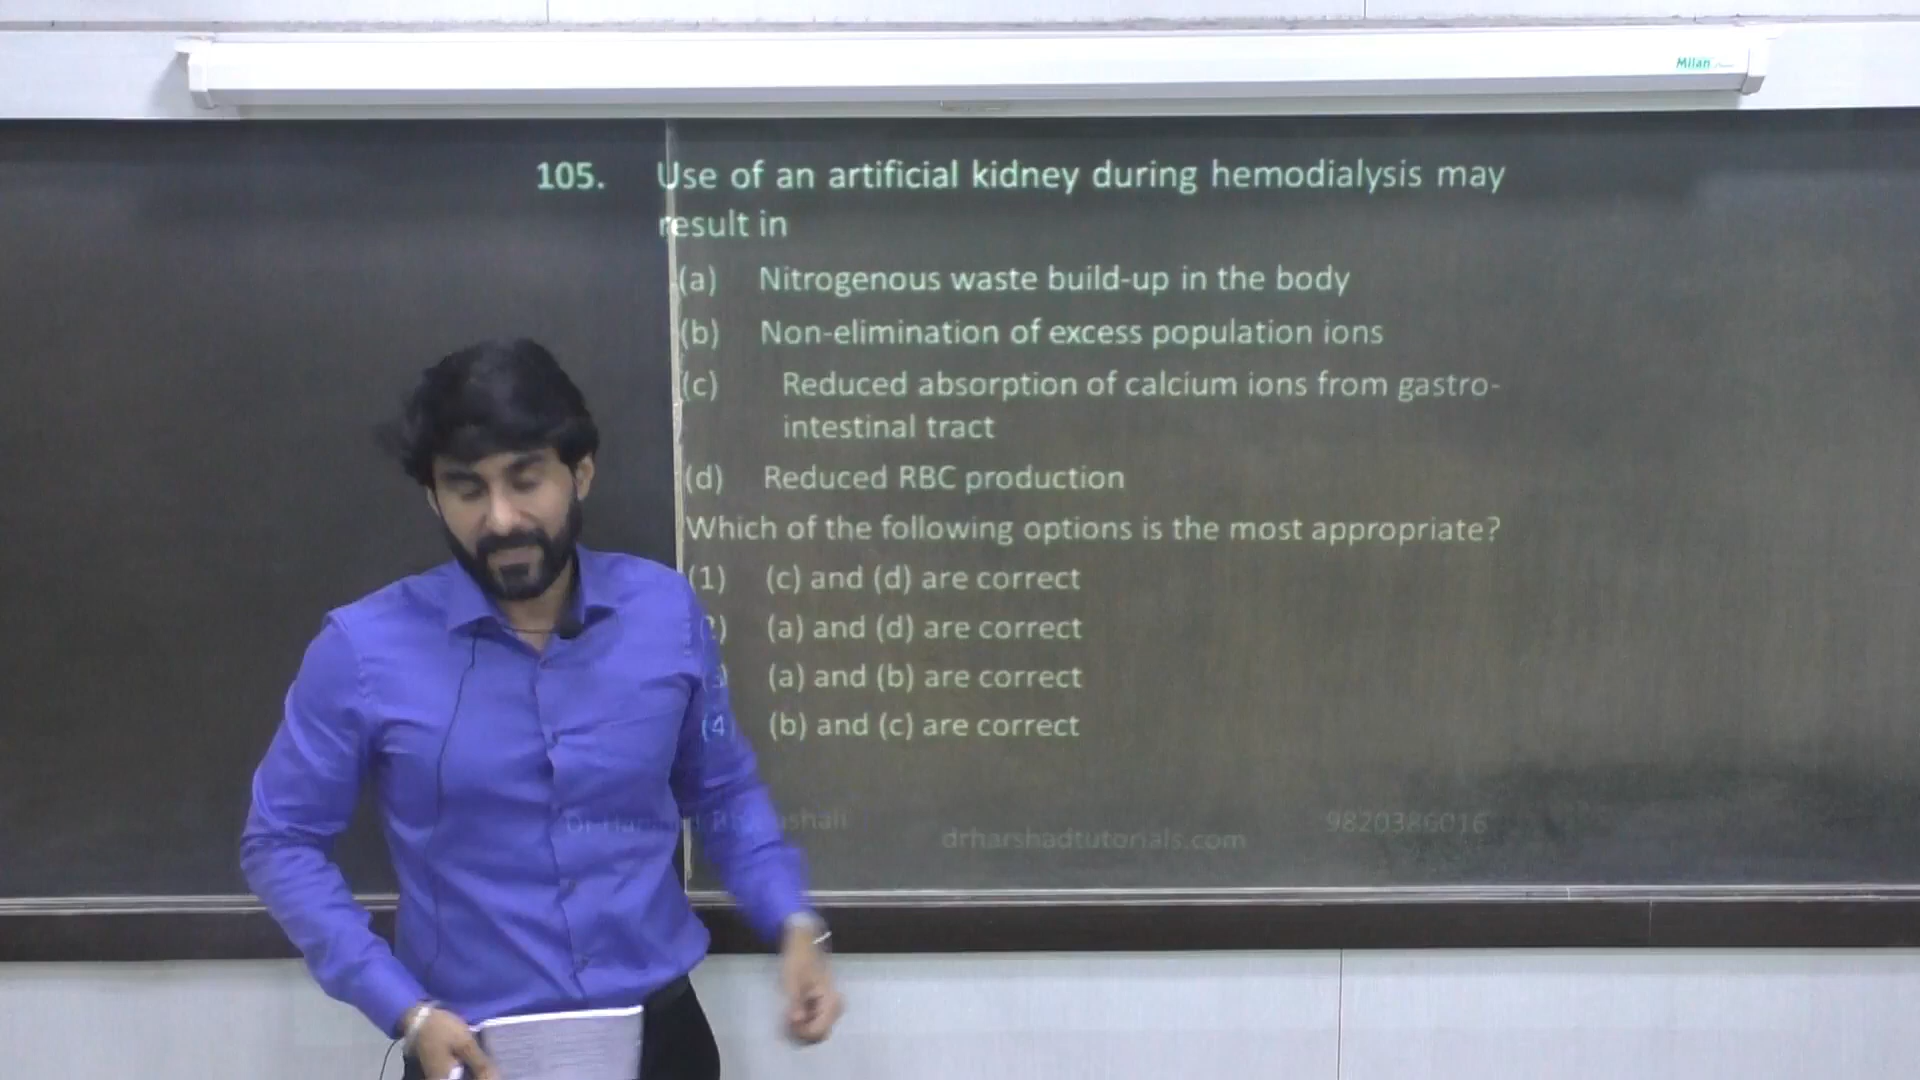 Milan
105. Use of an artificial kidney during hemodialysis may
result in
(a) Nitrogenous waste build-up in the body
(b) Non-elimination of excess population ions
(c) Reduced absorption of calcium ions from gastro-
intestinal tract
(d) Reduced RBC production
Which of the following options is the most appropriate?
(1) (c) and (d) are correct
(2) (a) and (d) are correct
(3) (a) and (b) are correct
(4) (b) and (c) are correct
drharshadtutorials.com
9820386016